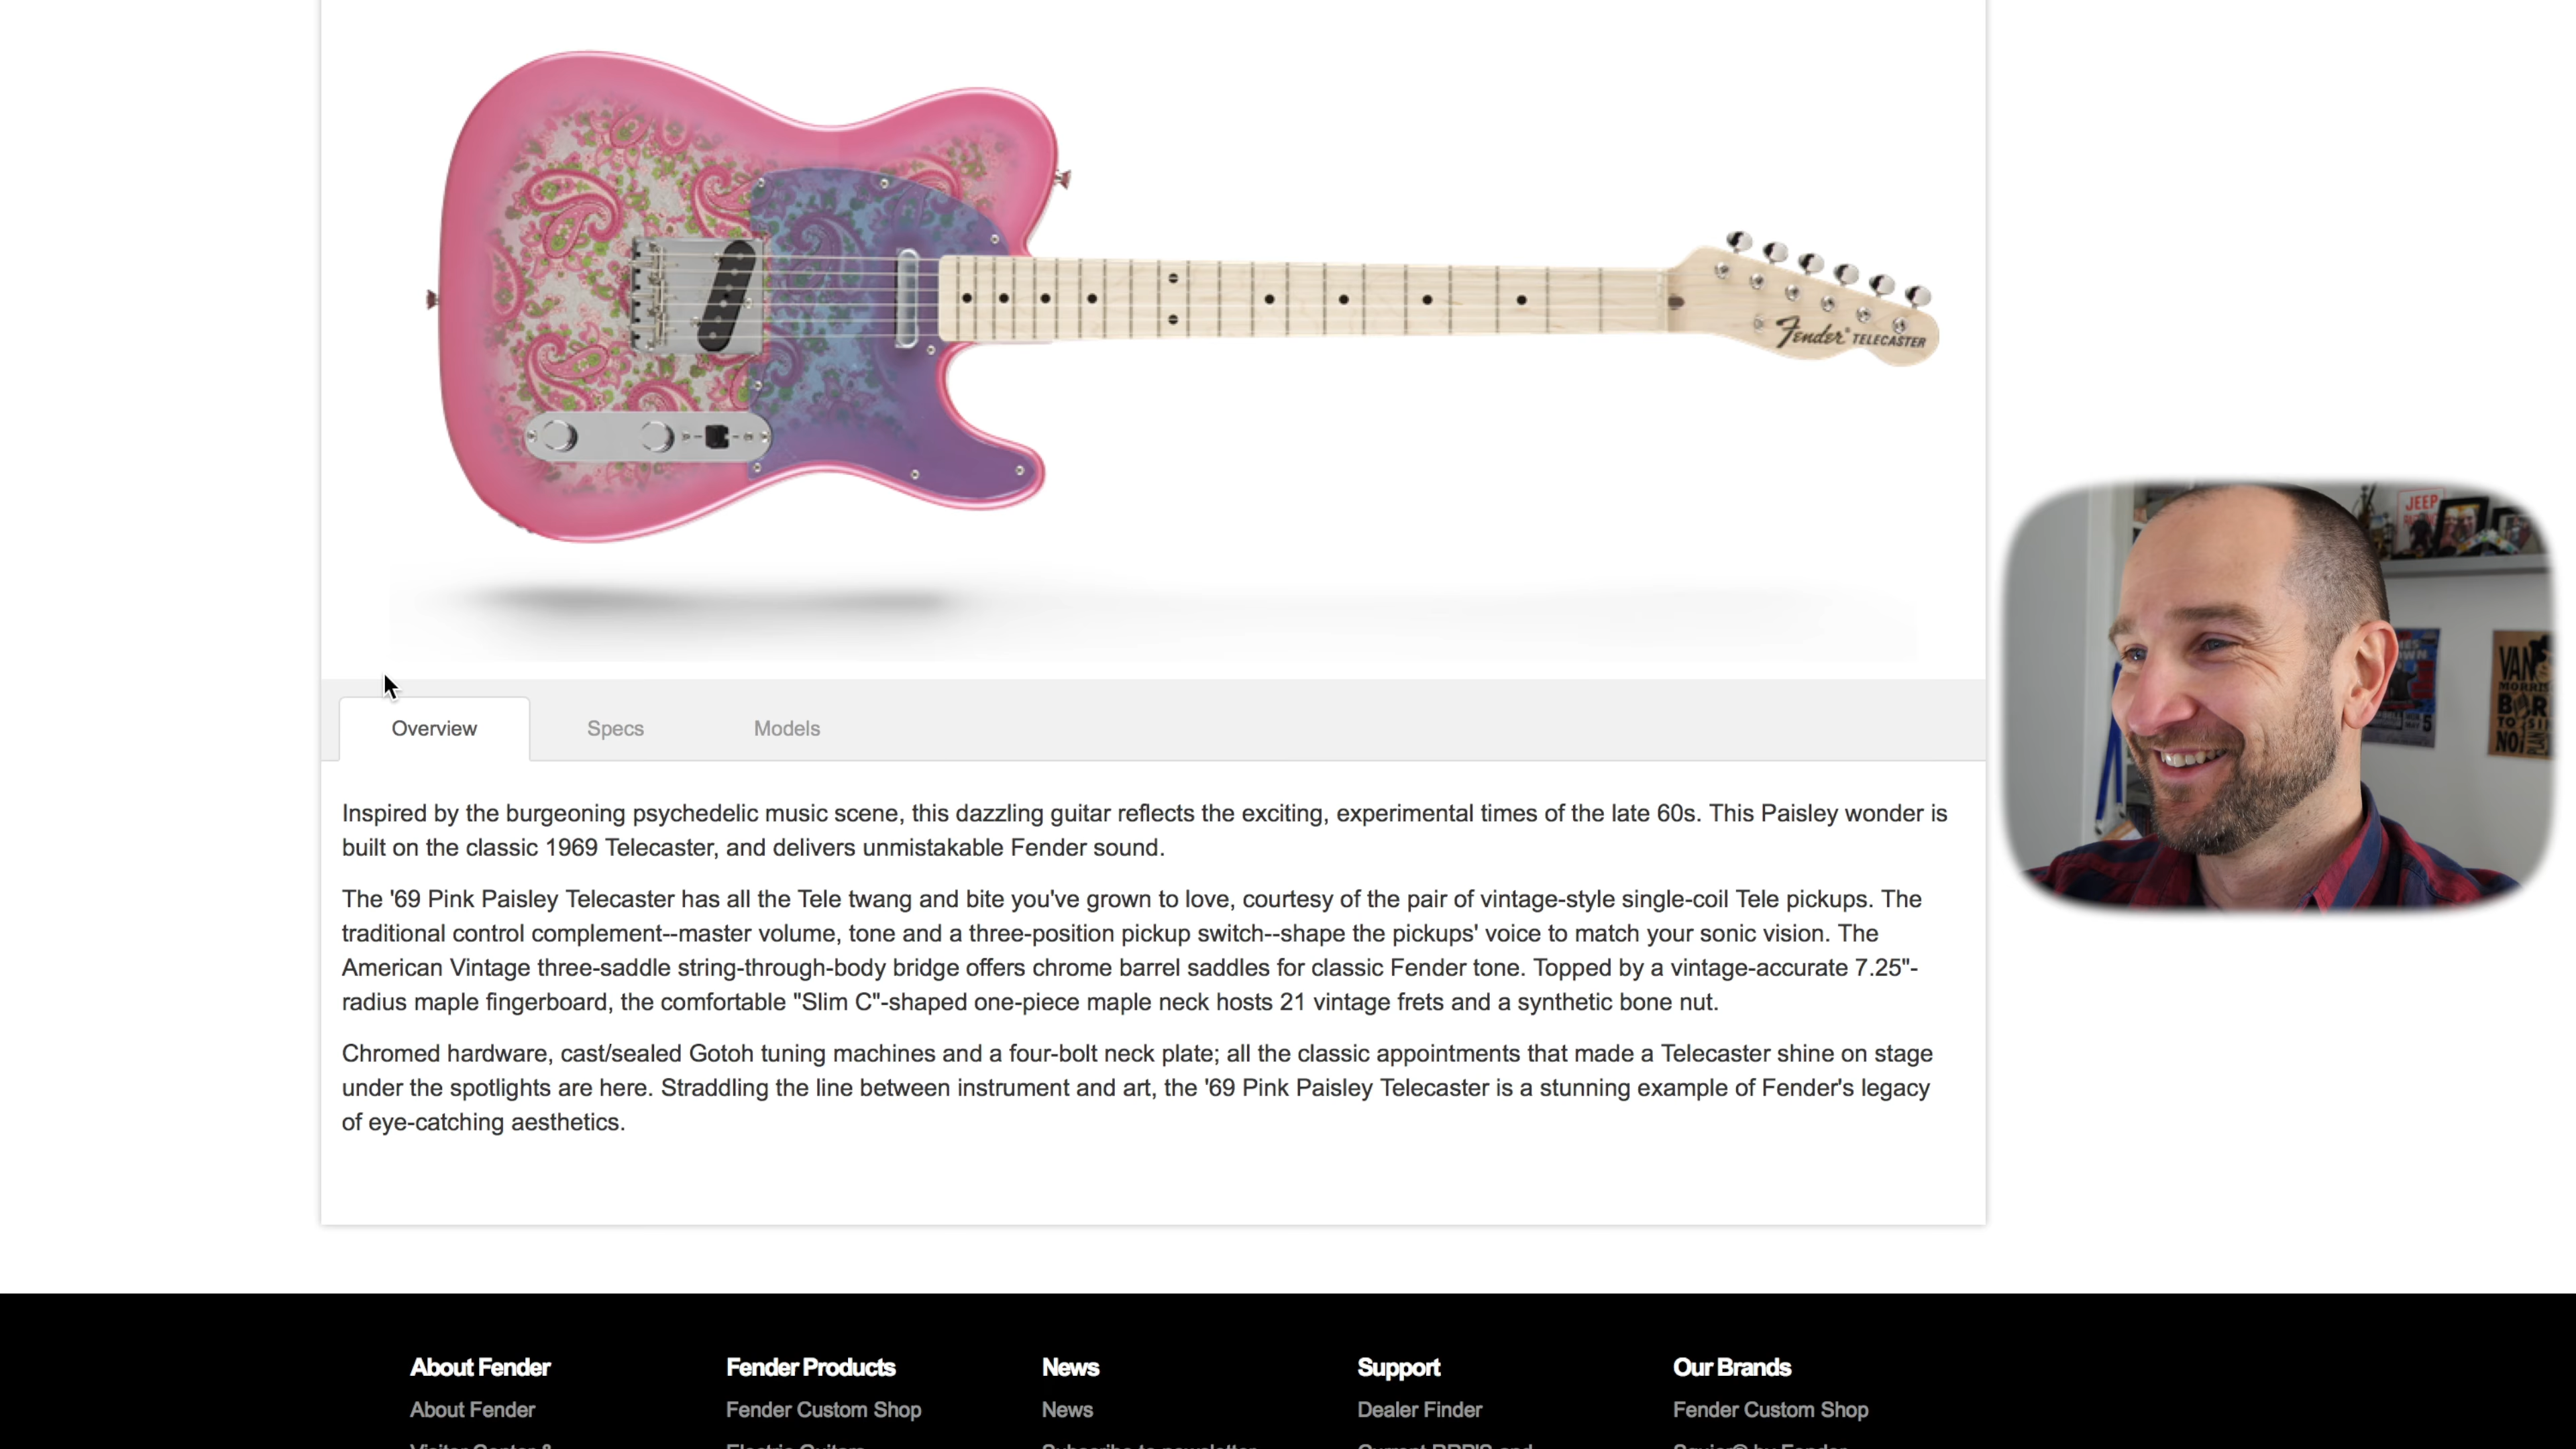 Fender® TELECASTER
Overview
Specs
Models
Inspired by the burgeoning psychedelic music scene, this dazzling guitar reflects the exciting, experimental times of the late 60s. This Paisley wonder is
built on the classic 1969 Telecaster, and delivers unmistakable Fender sound.
The '69 Pink Paisley Telecaster has all the Tele twang and bite you've grown to love, courtesy of the pair of vintage-style single-coil Tele pickups. The
traditional control complement--master volume, tone and a three-position pickup switch--shape the pickups' voice to match your sonic vision. The
American Vintage three-saddle string-through-body bridge offers chrome barrel saddles for classic Fender tone. Topped by a vintage-accurate 7.25"-
radius maple fingerboard, the comfortable "Slim C"-shaped one-piece maple neck hosts 21 vintage frets and a synthetic bone nut.
Chromed hardware, cast/sealed Gotoh tuning machines and a four-bolt neck plate; all the classic appointments that made a Telecaster shine on stage
under the spotlights are here. Straddling the line between instrument and art, the '69 Pink Paisley Telecaster is a stunning example of Fender's legacy
of eye-catching aesthetics.
JEEP
VAN
About Fender
Fender Products
News
Support
Our Brands
About Fender
Fender Custom Shop
News
Dealer Finder
Fender Custom Shop